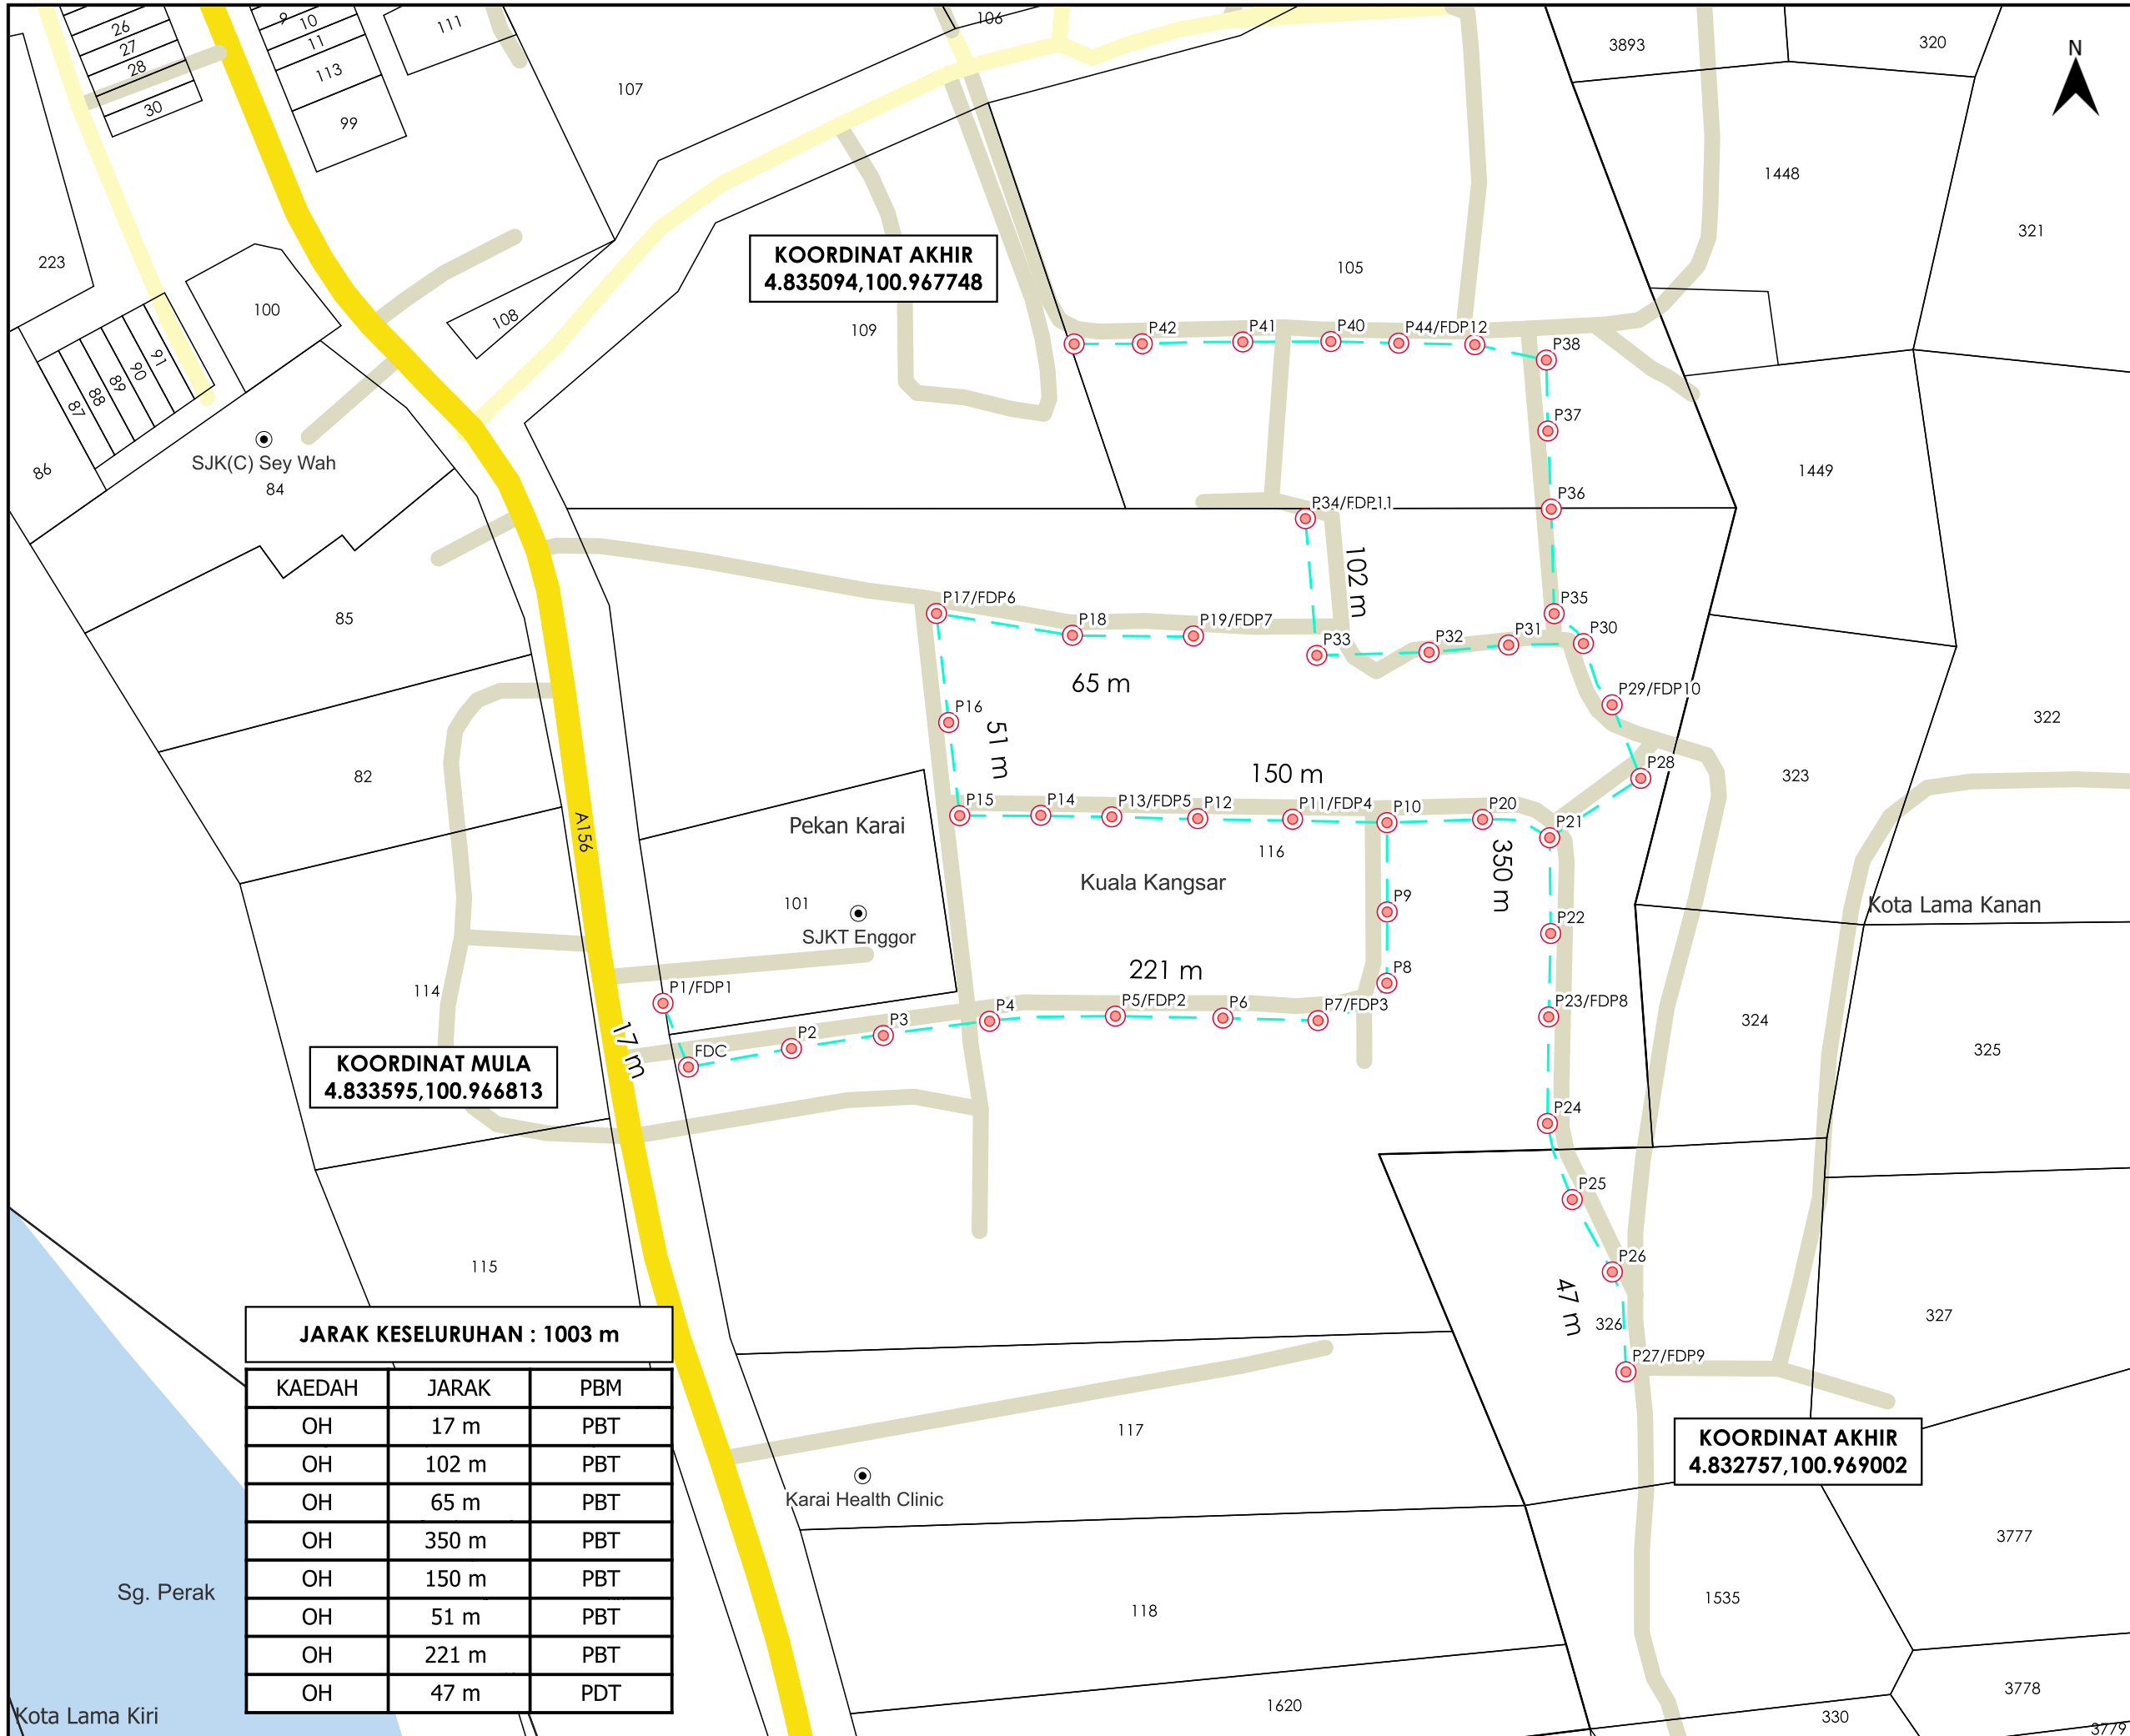 26
27
28
30
9
10
11
113
99
111
107
106
3893
320
N
1448
321
223
100
108
KOORDINAT AKHIR
4.835094,100.967748
109
105
P42
P41
P40
P44/FDP12
P38
P37
1449
91
90
89
88
87
86
SJK(C) Sey Wah
84
P36
P34/FDP11
102 m
85
P17/FDP6
P18
P19/FDP7
P33
P32
P31
P35
P30
65 m
P29/FDP10
P16
51 m
322
82
150 m
P28
323
A156
Pekan Karai
P15
P14
P13/FDP5
P12
P11/FDP4
P10
P20
P21
116
350 m
Kuala Kangsar
101
SJKT Enggor
P9
P22
Kota Lama Kanan
114
221 m
P8
P1/FDP1
P4
P5/FDP2
P6
P7/FDP3
P23/FDP8
324
325
17 m
FDC
P2
P3
KOORDINAT MULA
4.833595,100.966813
P24
P25
115
P26
47 m
326
327
P27/FDP9
JARAK KESELURUHAN : 1003 m
KAEDAH JARAK PBM
OH 17 m PBT
OH 102 m PBT
OH 65 m PBT
OH 350 m PBT
OH 150 m PBT
OH 51 m PBT
OH 221 m PBT
OH 47 m PDT
117
KOORDINAT AKHIR
4.832757,100.969002
Karai Health Clinic
3777
Sg. Perak
118
1535
3778
Kota Lama Kiri
1620
330
3779